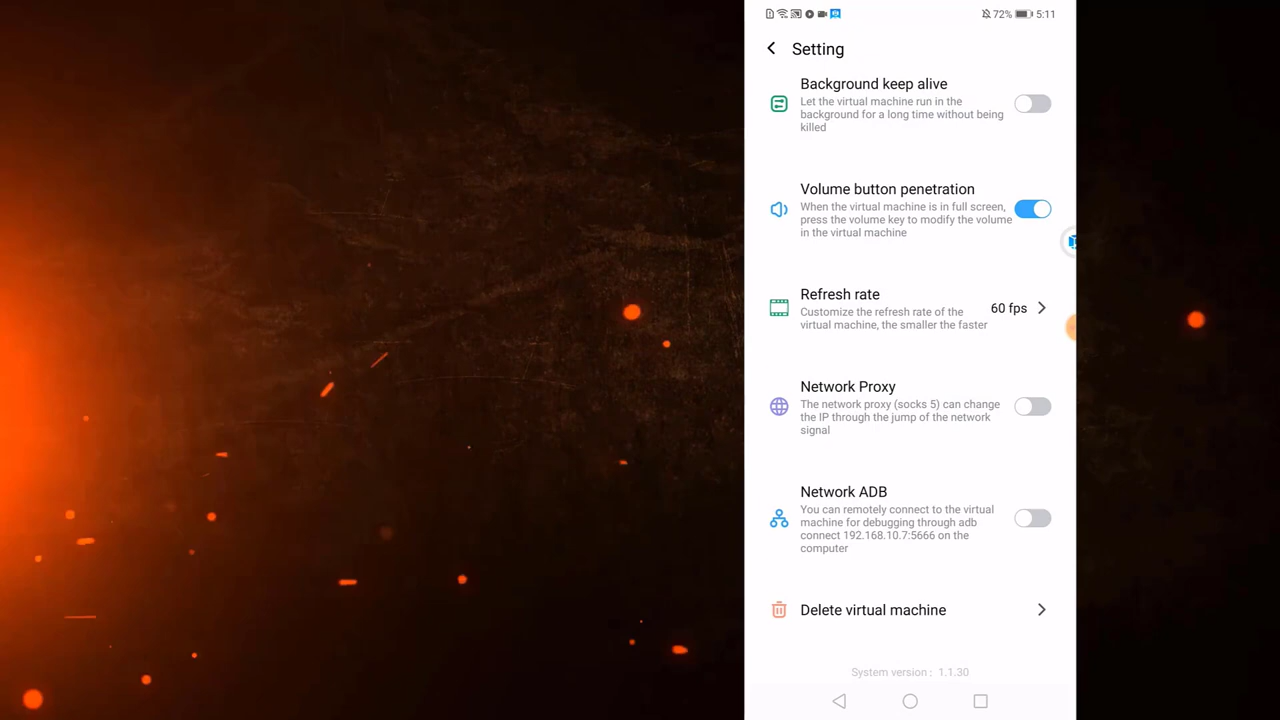 72% 5:11
Setting
Background keep alive
Let the virtual machine run in the
background for a long time without being
killed
Volume button penetration
When the virtual machine is in full screen,
press the volume key to modify the volume
in the virtual machine
Refresh rate
Customize the refresh rate of the
virtual machine, the smaller the faster
60 fps
Network Proxy
The network proxy (socks 5) can change
the IP through the jump of the network
signal
Network ADB
You can remotely connect to the virtual
machine for debugging through adb
connect 192.168.10.7:5666 on the
computer
Delete virtual machine
System version : 1.1.30